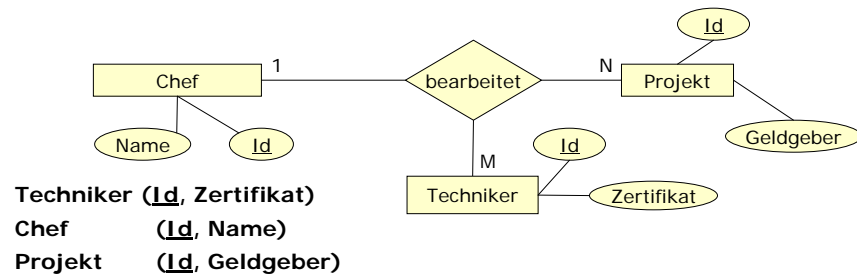 Id
1
N
Chef
bearbeitet
Projekt
Name
Id
Id
Geldgeber
M
Techniker
Zertifikat
Techniker (Id, Zertifikat)
Chef (Id, Name)
Projekt (Id, Geldgeber)